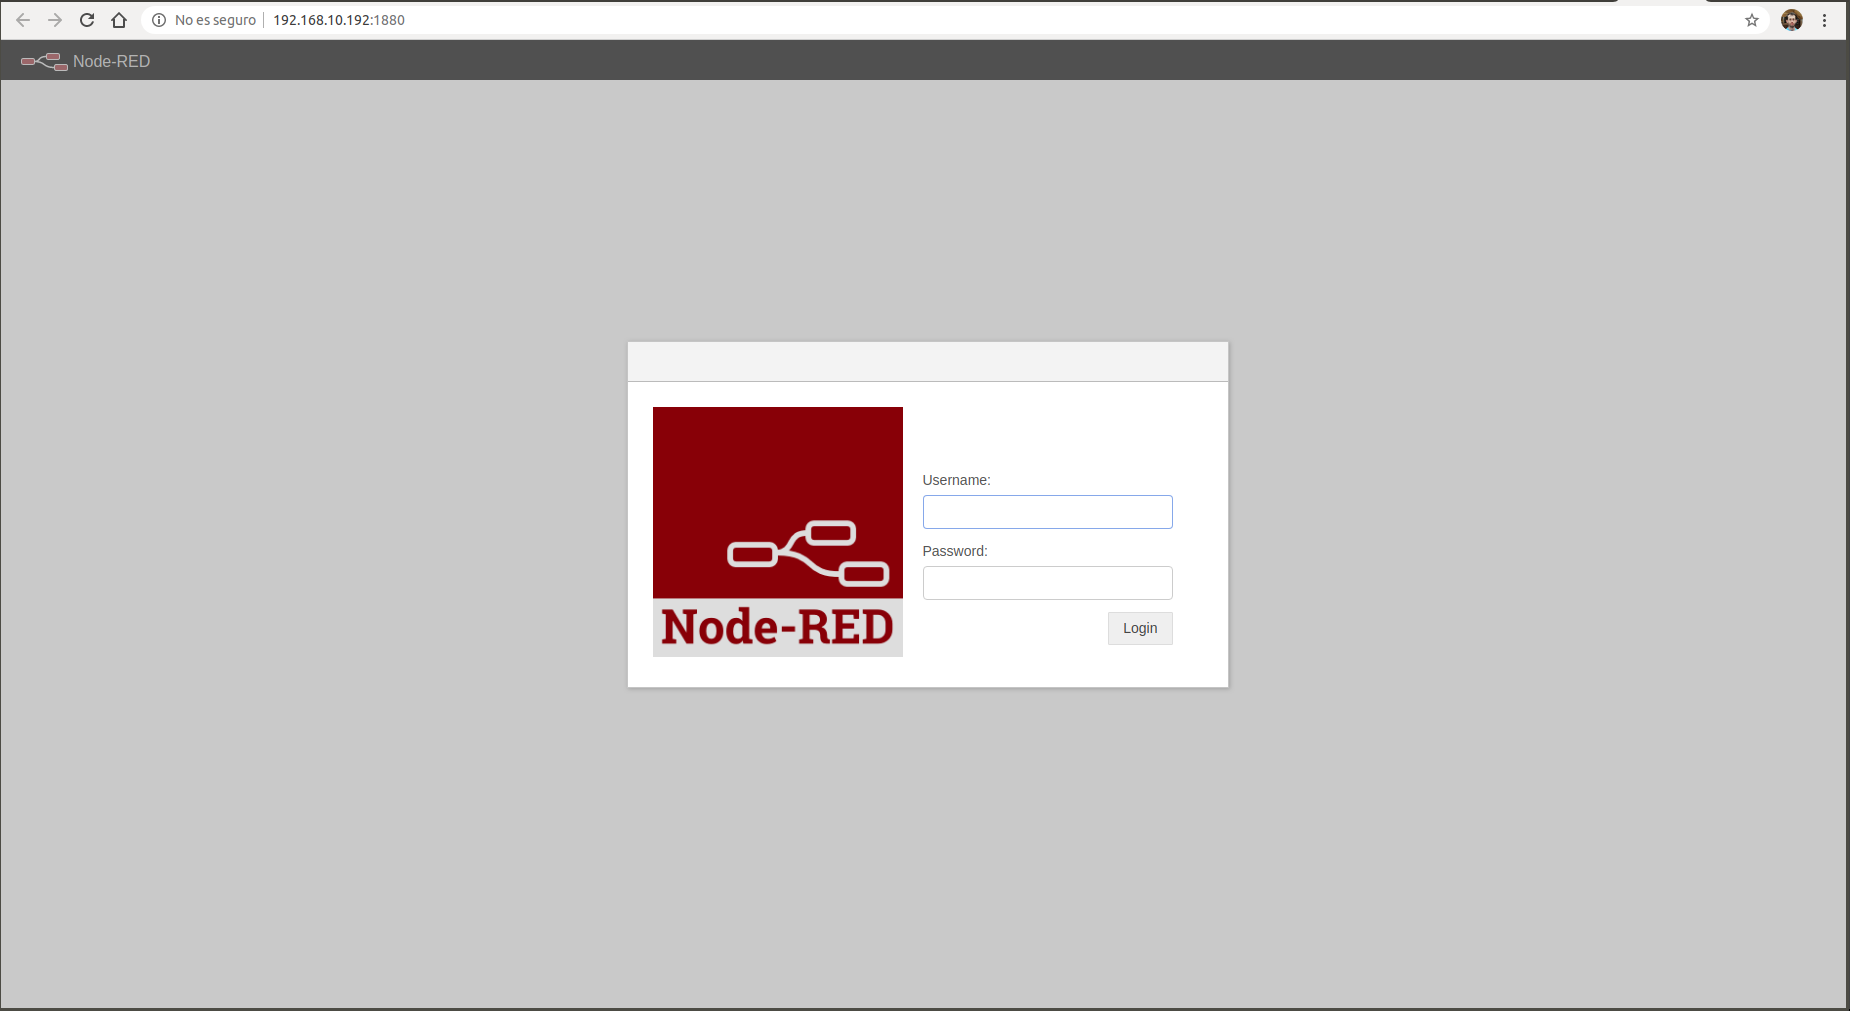 No es seguro 192.168.10.192:1880
Node-RED
Username:
Password:
Login
Node-RED